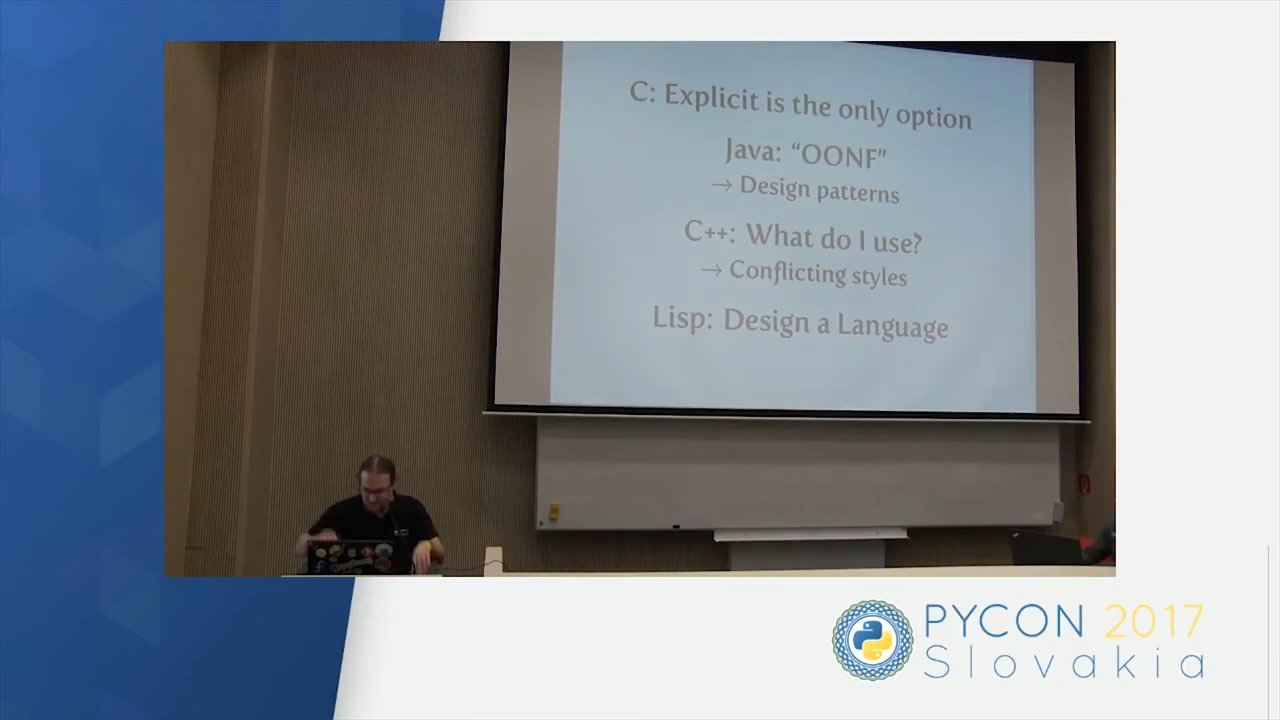 C: Explicit is the only option
Java: “OONF”
→ Design patterns
C++: What do I use?
→ Conflicting styles
Lisp: Design a Language
PYCON 2017
Slovakia